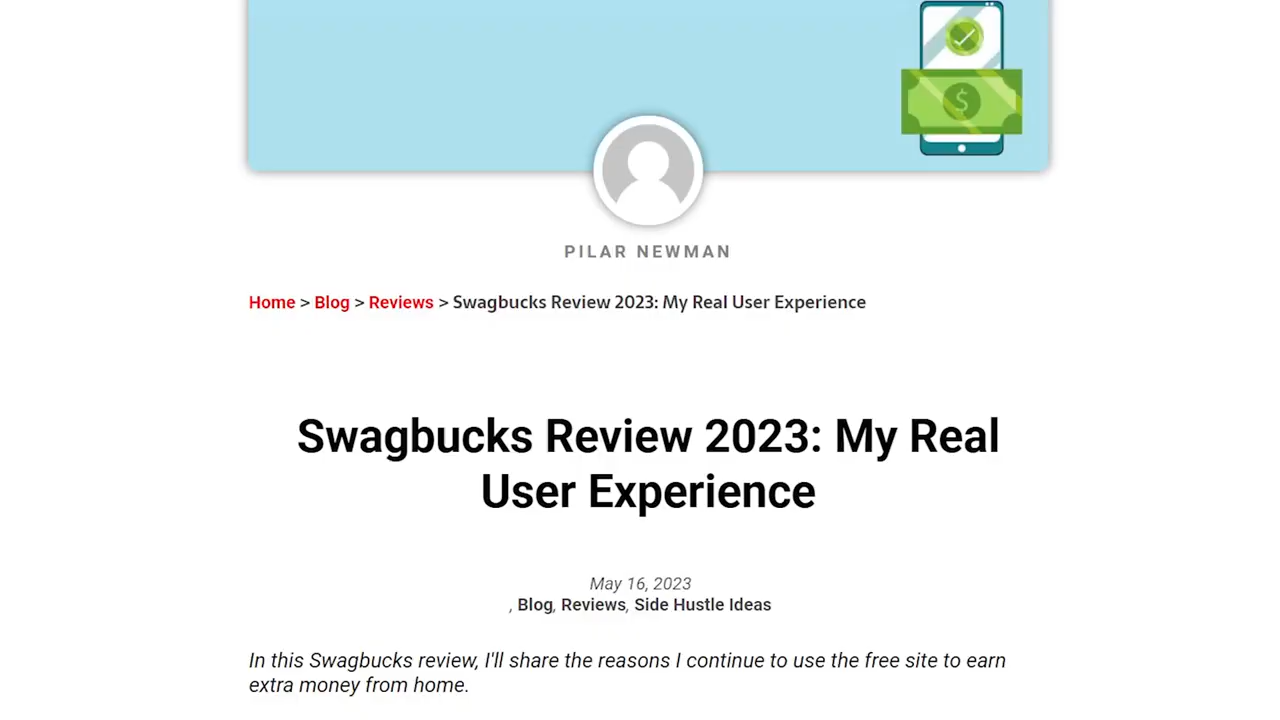 $
PILAR NEWMAN
Home > Blog > Reviews > Swagbucks Review 2023: My Real User Experience
Swagbucks Review 2023: My Real
User Experience
May 16, 2023
, Blog, Reviews, Side Hustle Ideas
In this Swagbucks review, I'll share the reasons I continue to use the free site to earn
extra money from home.